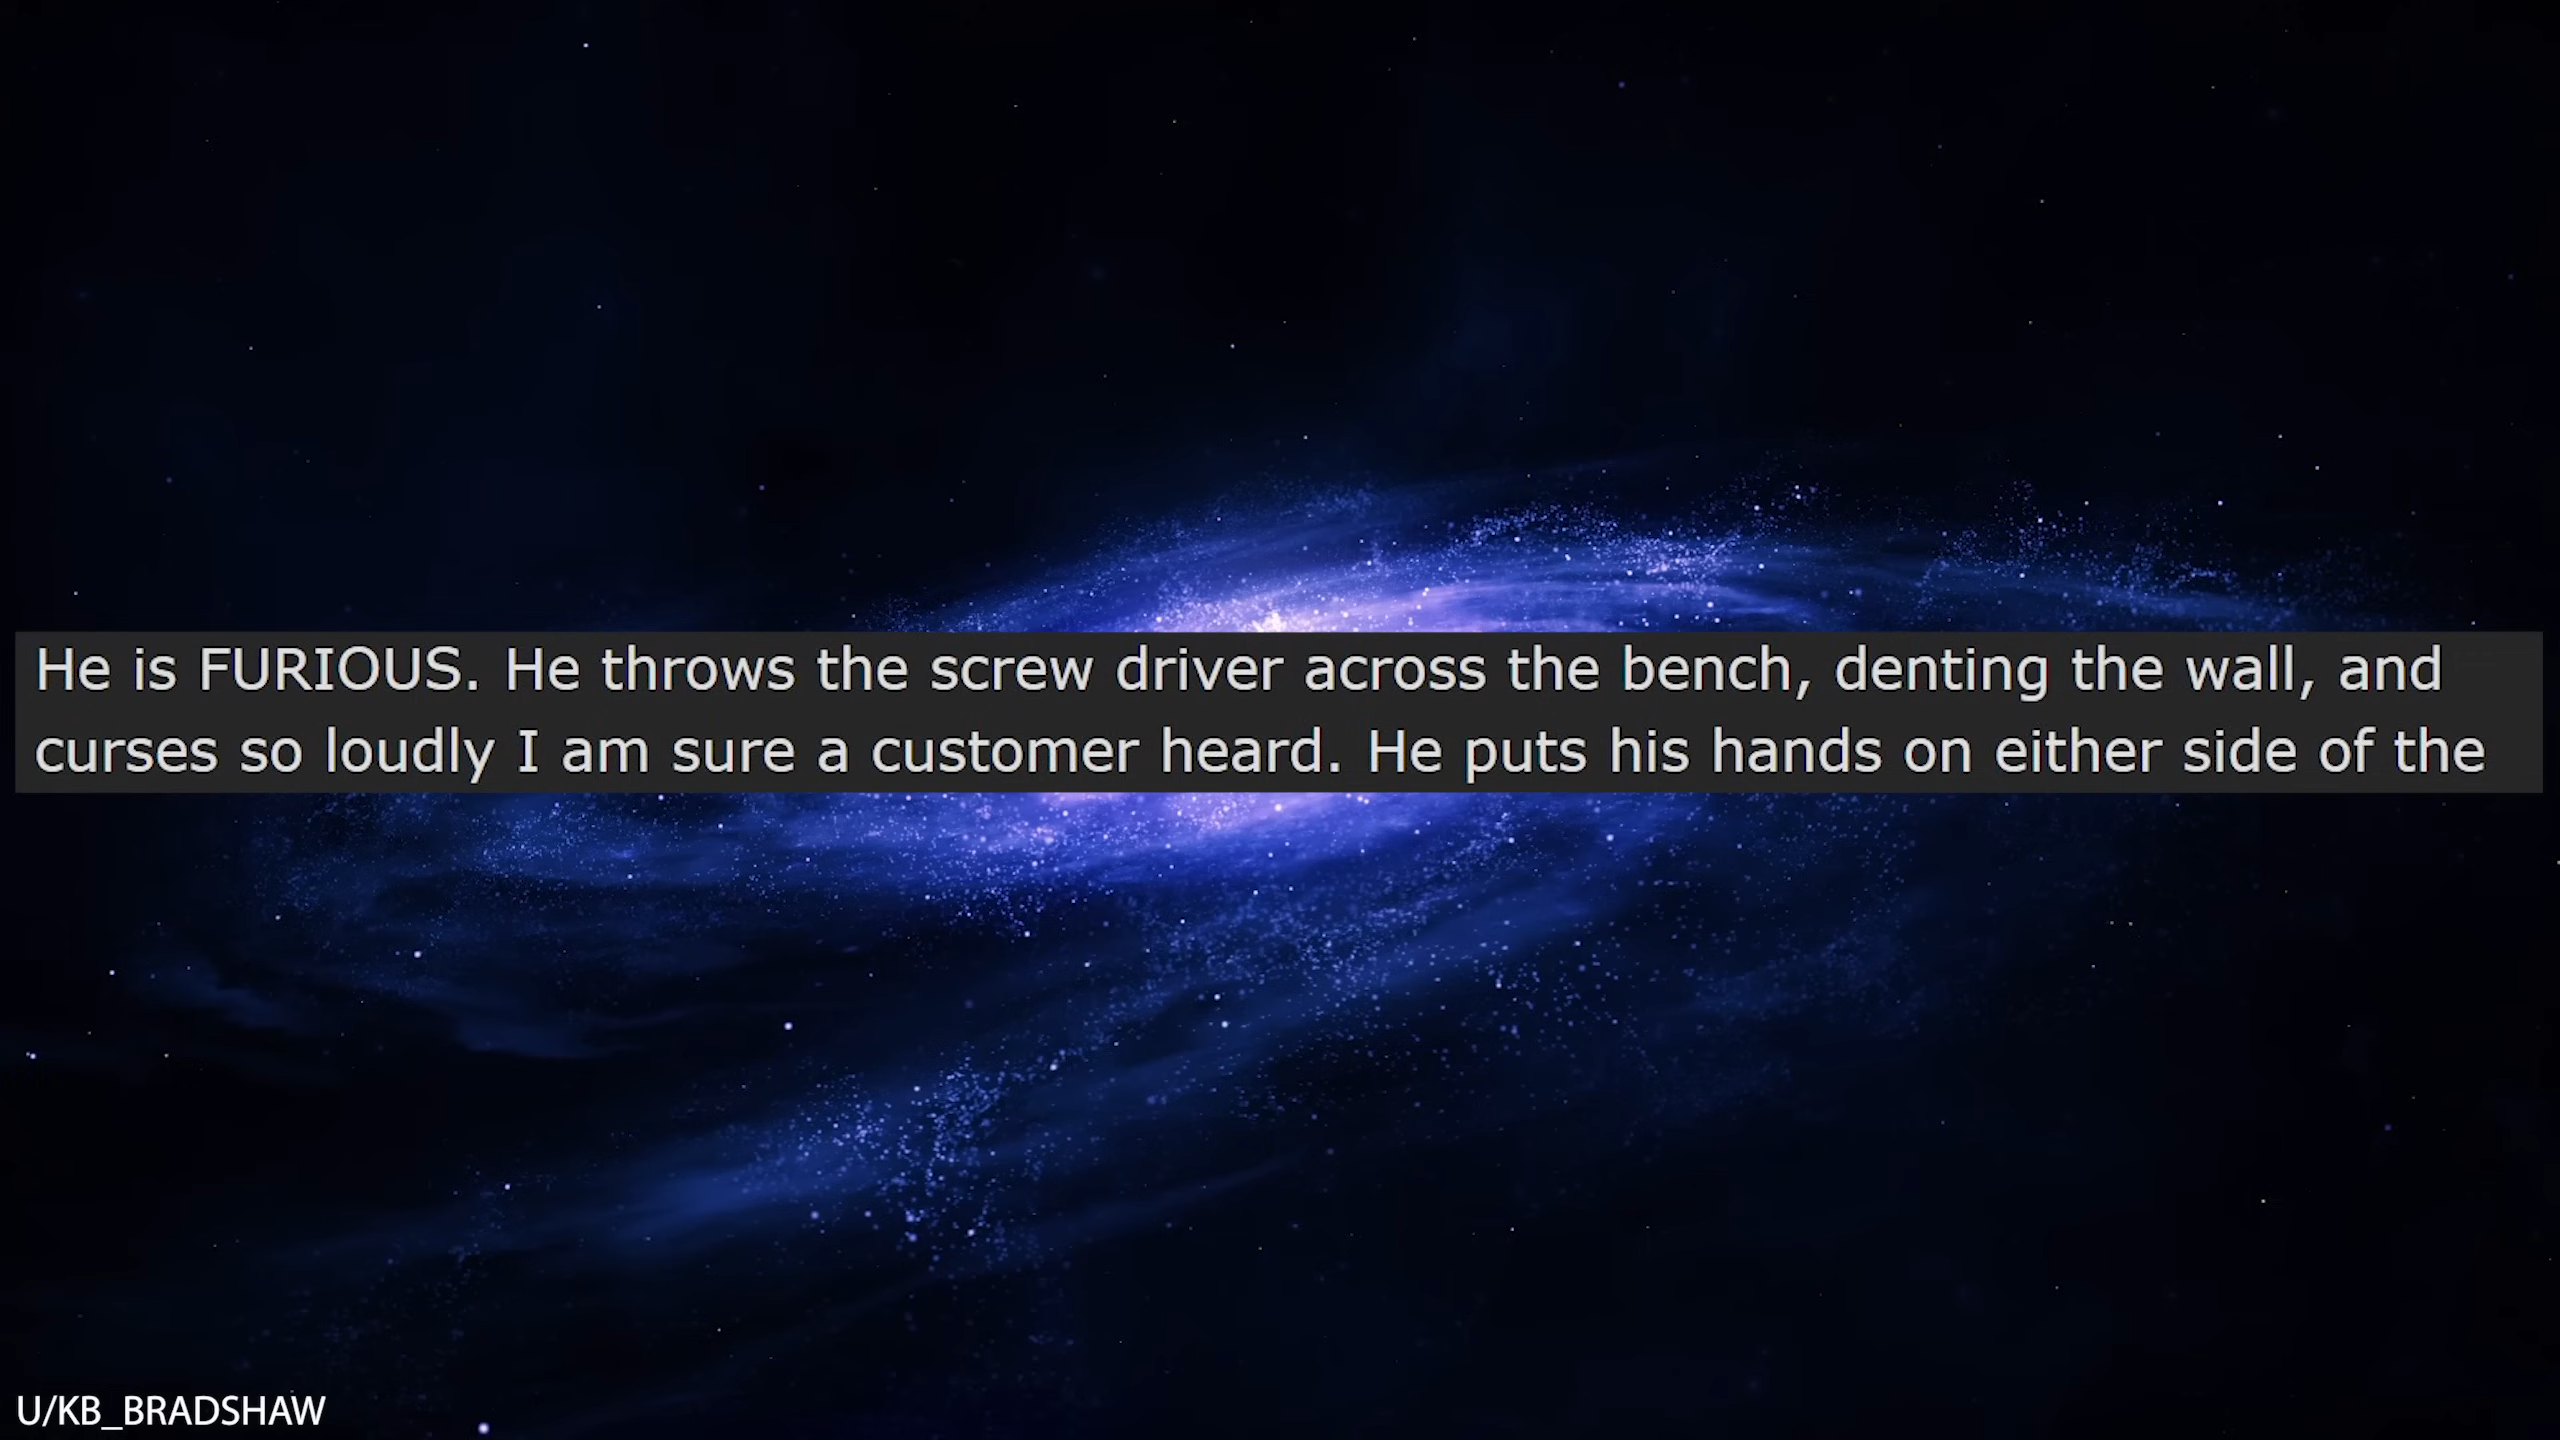 He is FURIOUS. He throws the screw driver across the bench, denting the wall, and
curses so loudly I am sure a customer heard. He puts his hands on either side of the
U/KB_BRADSHAW